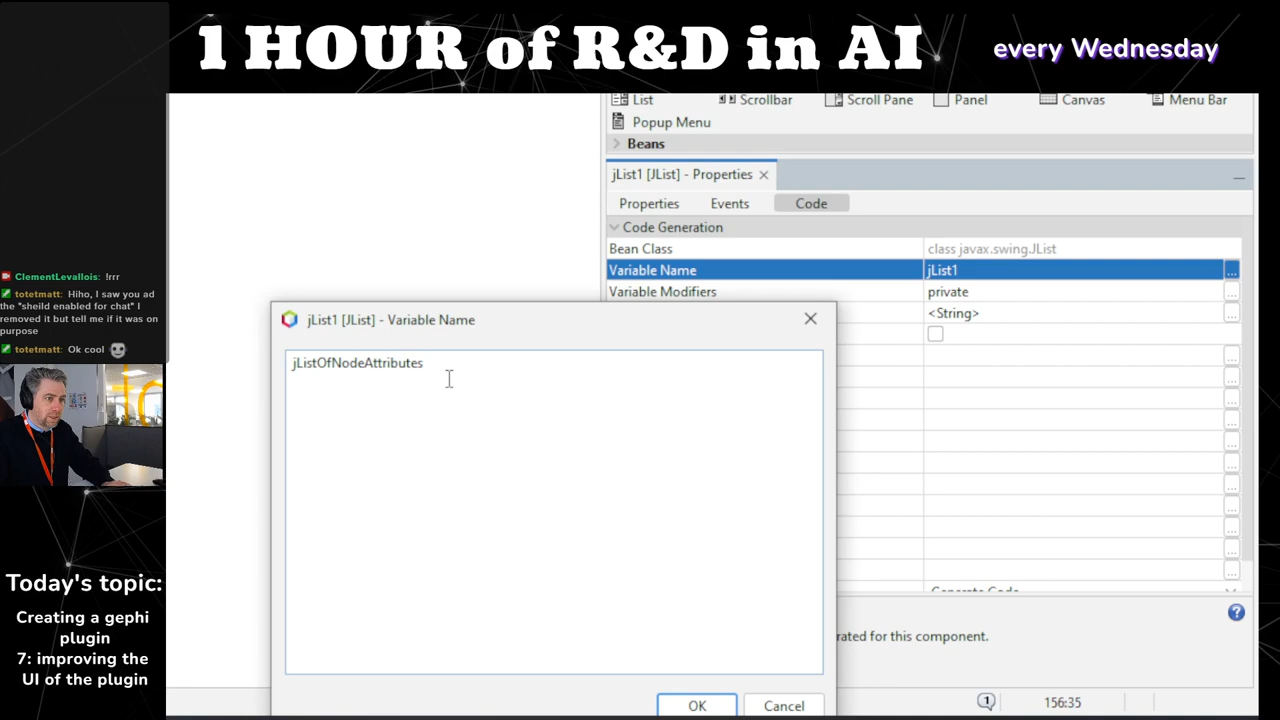 1 HOUR of R&D in AI
every Wednesday
List
Scrollbar
Scroll Pane
Panel
Canvas
Menu Bar
Popup Menu
Beans
jList1 [JList] - Properties
Properties
Events
Code
Code Generation
Bean Class
class javax.swing.JList
Variable Name
jList1
...
Variable Modifiers
private
...
<String>
...
jList1 [JList] - Variable Name
jListOfNodeAttributes
OK
Cancel
...
...
...
...
...
...
...
...
...
...
...
Generate Code
rated for this component.
1
156:35
ClementLevallois: !rrr
totetmatt: Hiho, I saw you ad
the "sheild enabled for chat" I
removed it but tell me if it was on
purpose
totetmatt: Ok cool
Today's topic:
Creating a gephi
plugin
7: improving the
UI of the plugin